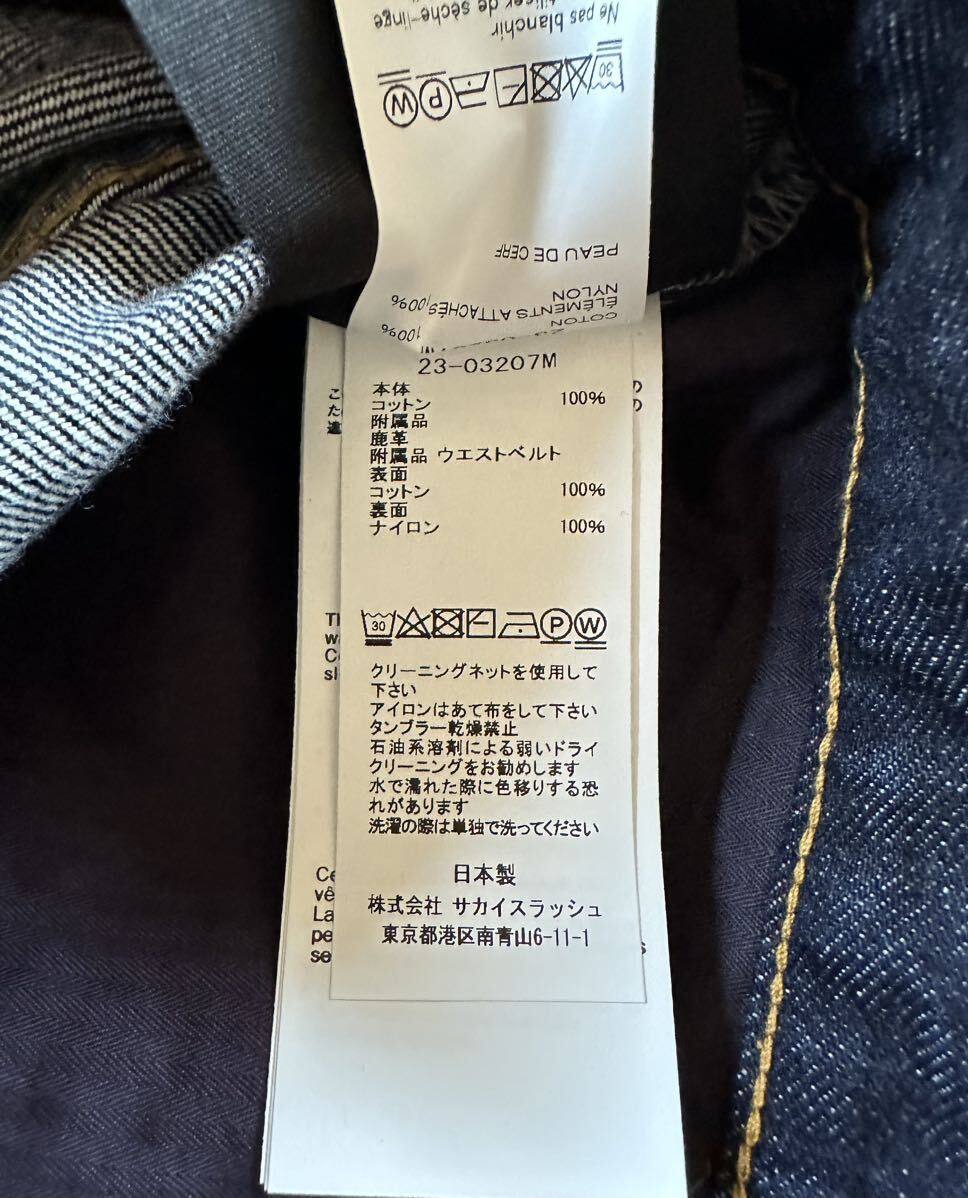 Ne pas blanchir
sèche-linge
30
P
W
PEAU DE CERF
NYLON
ÉLÉMENTS ATTACHÉS
COTON
100%
23-03207M
本体
コットン 100%
附属品
鹿革
附属品 ウエストベルト
表面
コットン 100%
裏面
ナイロン 100%
30
P
W
クリーニングネットを使用して
下さい
アイロンはあて布をして下さい
タンブラー乾燥禁止
石油系溶剤による弱いドライ
クリーニングをお勧めします
水で濡れた際に色移りする恐
れがあります
洗濯の際は単独で洗ってください
日本製
株式会社 サカイスラッシュ
東京都港区南青山6-11-1